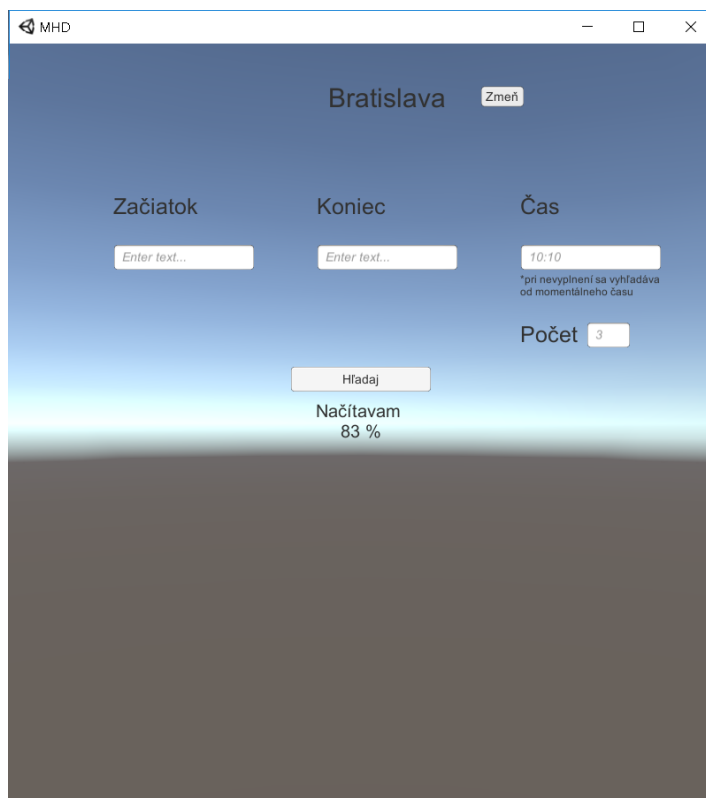 MHD
Bratislava
Zmeň
Začiatok
Koniec
Čas
Enter text...
Enter text...
10:10
*pri nevyplnení sa vyhľadáva
od momentálneho času
Počet
3
Hľadaj
Načítavam
83 %